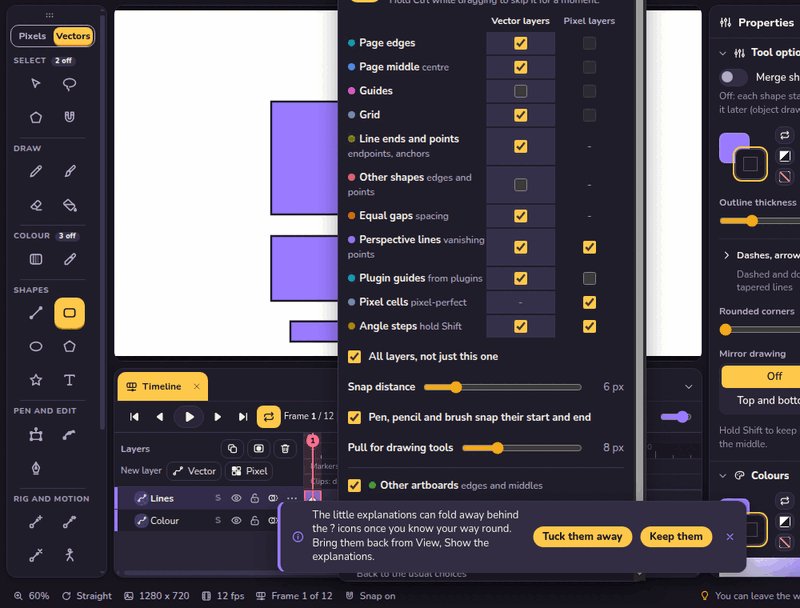 Pixels Vectors
SELECT 2 off
DRAW
COLOUR 3 off
SHAPES
PEN AND EDIT
RIG AND MOTION
Hold Ctrl while dragging to skip it for a moment.
Vector layers Pixel layers
Page edges
Page middle centre
Guides
Grid
Line ends and points
endpoints, anchors
-
Other shapes edges and
points
-
Equal gaps spacing -
Perspective lines vanishing
points
Plugin guides from plugins
Pixel cells pixel-perfect -
Angle steps hold Shift
All layers, not just this one
Snap distance 6 px
Pen, pencil and brush snap their start and end
Pull for drawing tools 8 px
Other artboards edges and middles
Back to the usual choices
Properties
Tool optio
Merge sh
Off: each shape sta
it later (object draw
Outline thickness
Dashes, arrow
Dashed and do
tapered lines
Rounded corners
Mirror drawing
Off
Top and botto
Hold Shift to keep
the middle.
Colours
Timeline ×
Frame 1 / 12
Layers
New layer Vector Pixel
1
Markers
Clips: d
0
Lines S
Colour S
The little explanations can fold away behind
the ? icons once you know your way round.
Bring them back from View, Show the
explanations.
Tuck them away Keep them ×
60% Straight 1280 x 720 12 fps Frame 1 of 12 Snap on
You can leave the w